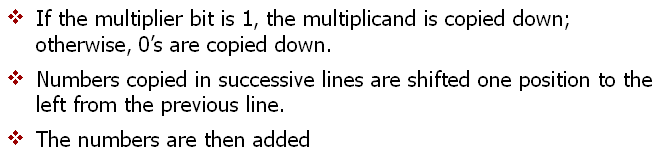 If the multiplier bit is 1, the multiplicand is copied down;
otherwise, 0’s are copied down.
Numbers copied in successive lines are shifted one position to the
left from the previous line.
The numbers are then added